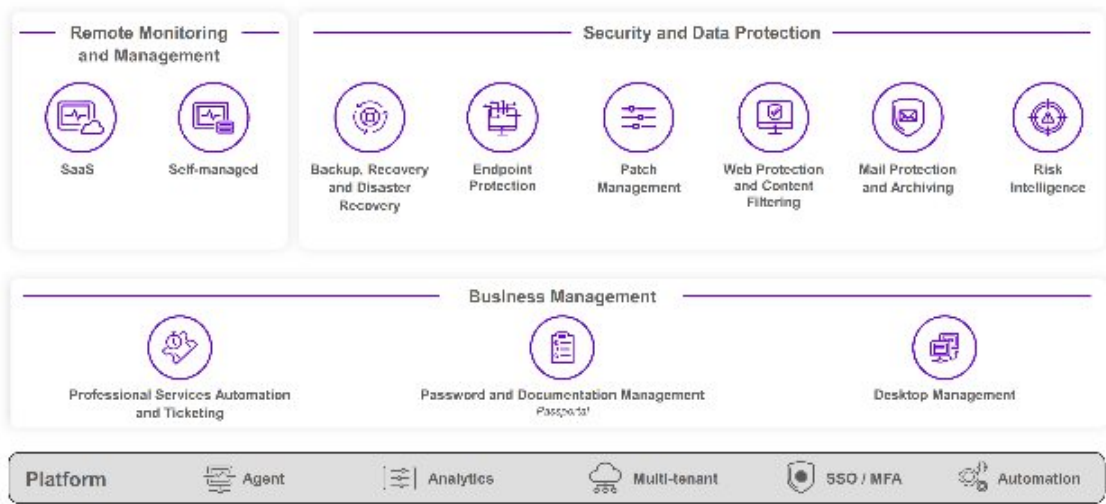 Remote Monitoring
and Management
SaaS
Self-managed
Security and Data Protection
Backup, Recovery
and Disaster
Recovery
Endpoint
Protection
Patch
Management
Web Protection
and Content
Filtering
Mail Protection
and Archiving
Risk
Intelligence
Business Management
Professional Services Automation
and Ticketing
Password and Documentation Management
Passportal
Desktop Management
Platform
Agent
Analytics
Multi-tenant
SSO / MFA
Automation